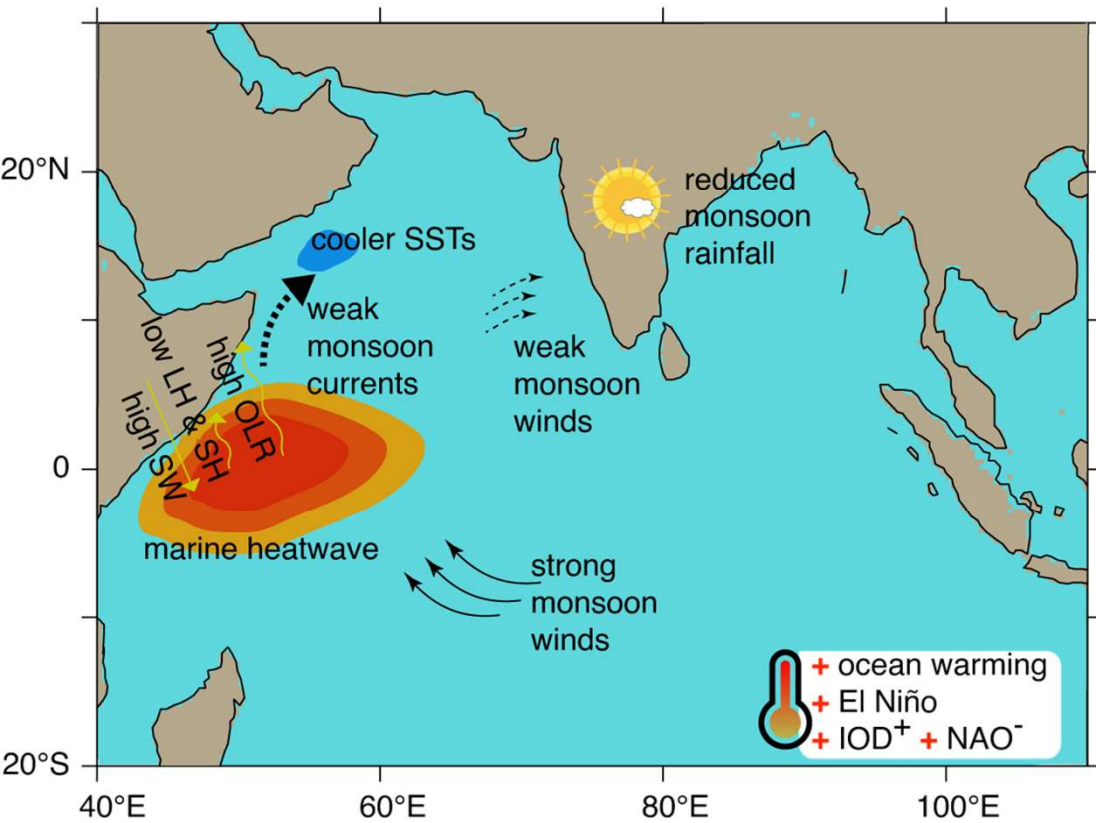 20°N
0
20°S
40°E
60°E
80°E
100°E
reduced
monsoon
rainfall
cooler SSTs
weak
monsoon
currents
weak
monsoon
winds
low LH & SH
high OLR
high SW
marine heatwave
strong
monsoon
winds
+ ocean warming
+ El Niño
+ IOD+ + NAO-